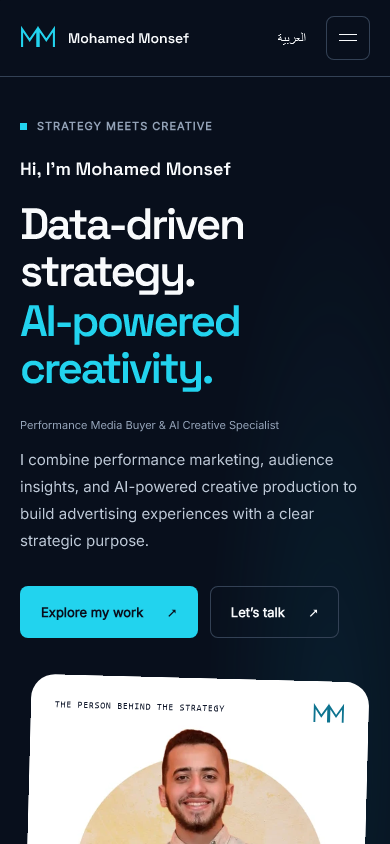 MM Mohamed Monsef
العربية
STRATEGY MEETS CREATIVE
Hi, I'm Mohamed Monsef
Data-driven
strategy.
AI-powered
creativity.
Performance Media Buyer & AI Creative Specialist
I combine performance marketing, audience
insights, and AI-powered creative production to
build advertising experiences with a clear
strategic purpose.
Explore my work ↗
Let's talk ↗
THE PERSON BEHIND THE STRATEGY
MM